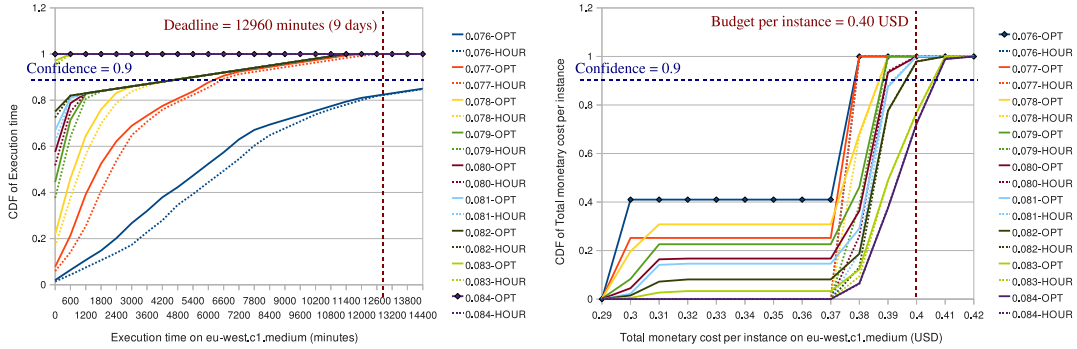 Deadline = 12960 minutes (9 days)
Confidence = 0.9
CDF of Execution time
1.2
1
0.8
0.6
0.4
0.2
0
0 600 1200 1800 2400 3000 3600 4200 4800 5400 6000 6600 7200 7800 8400 9000 9600 10200 10800 11400 12000 12600 13200 13800 14400
Execution time on eu-west.c1.medium (minutes)
0.076-OPT
0.076-HOUR
0.077-OPT
0.077-HOUR
0.078-OPT
0.078-HOUR
0.079-OPT
0.079-HOUR
0.080-OPT
0.080-HOUR
0.081-OPT
0.081-HOUR
0.082-OPT
0.082-HOUR
0.083-OPT
0.083-HOUR
0.084-OPT
0.084-HOUR
Budget per instance = 0.40 USD
Confidence = 0.9
CDF of Total monetary cost per instance
1.2
1
0.8
0.6
0.4
0.2
0
0.29 0.3 0.31 0.32 0.33 0.34 0.35 0.36 0.37 0.38 0.39 0.4 0.41 0.42
Total monetary cost per instance on eu-west.c1.medium (USD)
0.076-OPT
0.076-HOUR
0.077-OPT
0.077-HOUR
0.078-OPT
0.078-HOUR
0.079-OPT
0.079-HOUR
0.080-OPT
0.080-HOUR
0.081-OPT
0.081-HOUR
0.082-OPT
0.082-HOUR
0.083-OPT
0.083-HOUR
0.084-OPT
0.084-HOUR